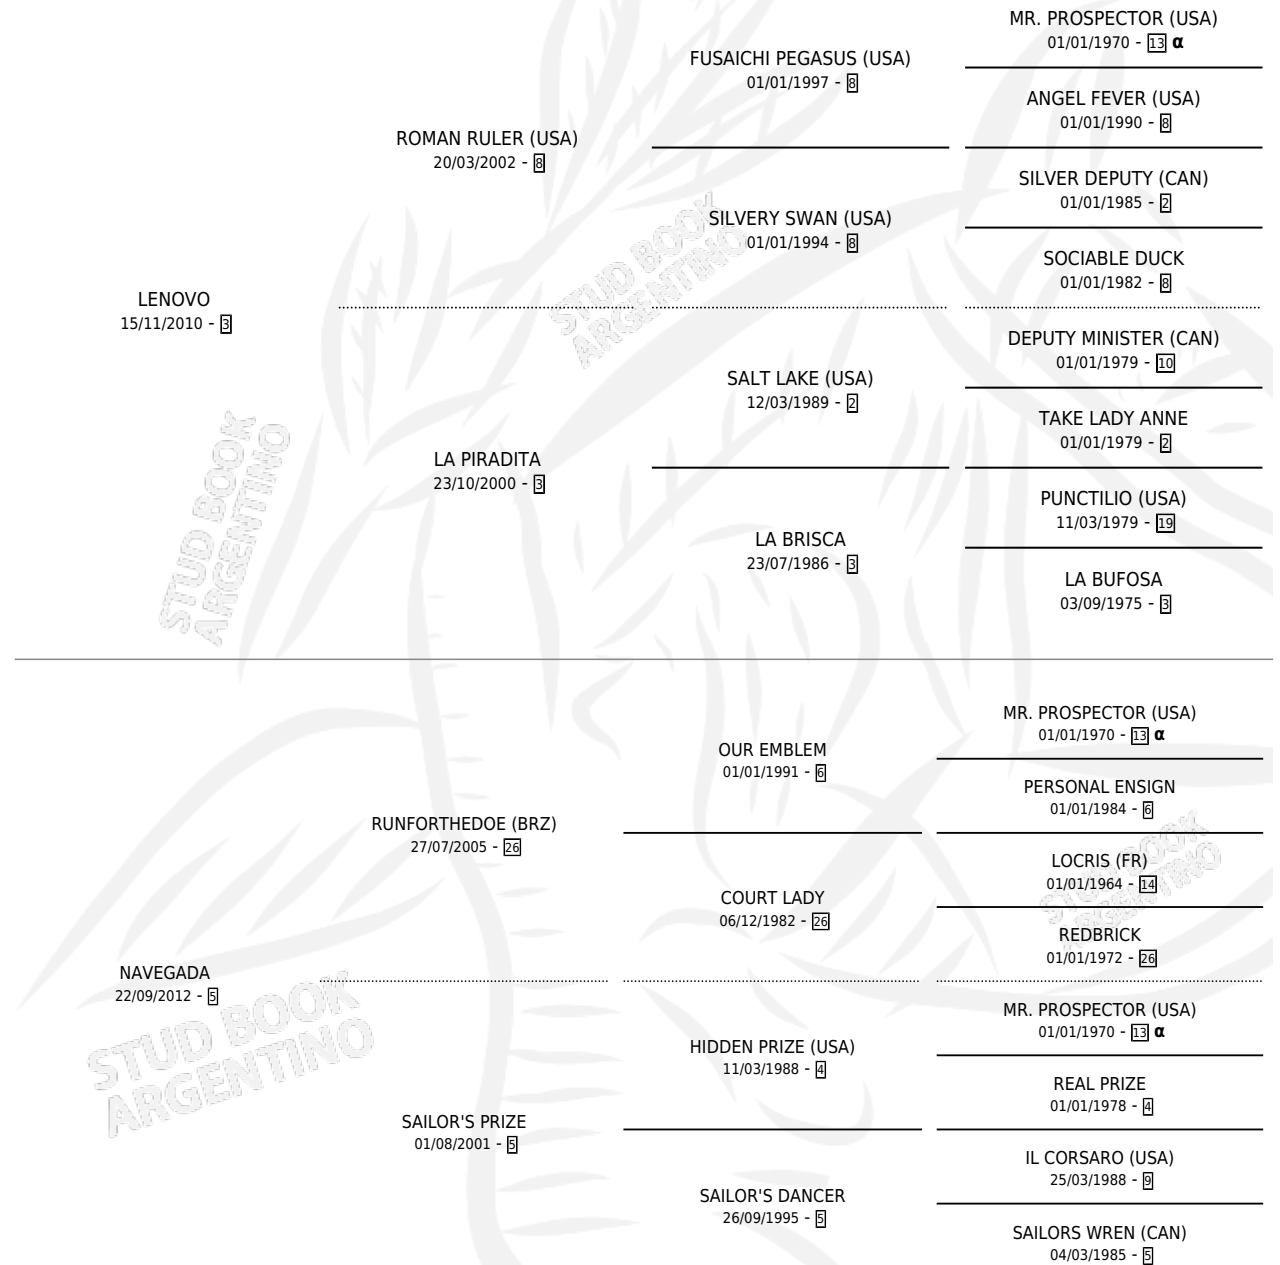 MR. PROSPECTOR (USA)
01/01/1970 - 13 α
FUSAICHI PEGASUS (USA)
01/01/1997 - 8
ANGEL FEVER (USA)
01/01/1990 - 8
ROMAN RULER (USA)
20/03/2002 - 8
SILVER DEPUTY (CAN)
01/01/1985 - 2
SILVERY SWAN (USA)
01/01/1994 - 8
SOCIABLE DUCK
01/01/1982 - 8
STUD BOOK
ARGENTINO
LENOVO
15/11/2010 - 3
DEPUTY MINISTER (CAN)
01/01/1979 - 10
SALT LAKE (USA)
12/03/1989 - 2
TAKE LADY ANNE
01/01/1979 - 2
LA PIRADITA
23/10/2000 - 3
PUNCTILIO (USA)
11/03/1979 - 19
LA BRISCA
23/07/1986 - 3
LA BUFOSA
03/09/1975 - 3
STUD BOOK
ARGENTINO
MR. PROSPECTOR (USA)
01/01/1970 - 13 α
OUR EMBLEM
01/01/1991 - 6
PERSONAL ENSIGN
01/01/1984 - 6
RUNFORTHEDOE (BRZ)
27/07/2005 - 26
LOCRIS (FR)
01/01/1964 - 14
COURT LADY
06/12/1982 - 26
REDBRICK
01/01/1972 - 26
STUD BOOK
ARGENTINO
NAVEGADA
22/09/2012 - 5
STUD BOOK
ARGENTINO
MR. PROSPECTOR (USA)
01/01/1970 - 13 α
HIDDEN PRIZE (USA)
11/03/1988 - 4
REAL PRIZE
01/01/1978 - 4
SAILOR'S PRIZE
01/08/2001 - 5
IL CORSARO (USA)
25/03/1988 - 9
SAILOR'S DANCER
26/09/1995 - 5
SAILORS WREN (CAN)
04/03/1985 - 5